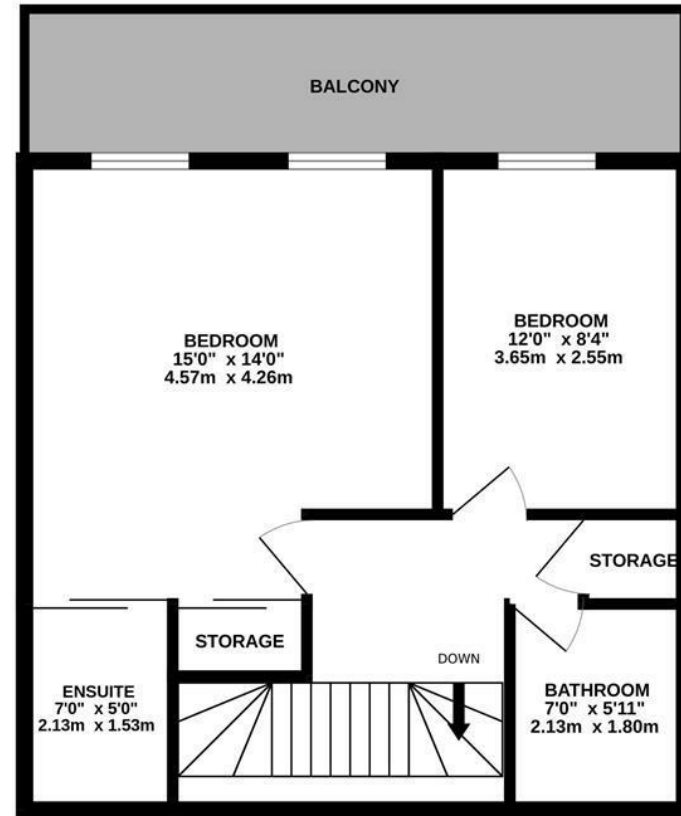 BALCONY
BEDROOM
15'0" x 14'0"
4.57m x 4.26m
BEDROOM
12'0" x 8'4"
3.65m x 2.55m
STORAGE
STORAGE
DOWN
ENSUITE
7'0" x 5'0"
2.13m x 1.53m
BATHROOM
7'0" x 5'11"
2.13m x 1.80m